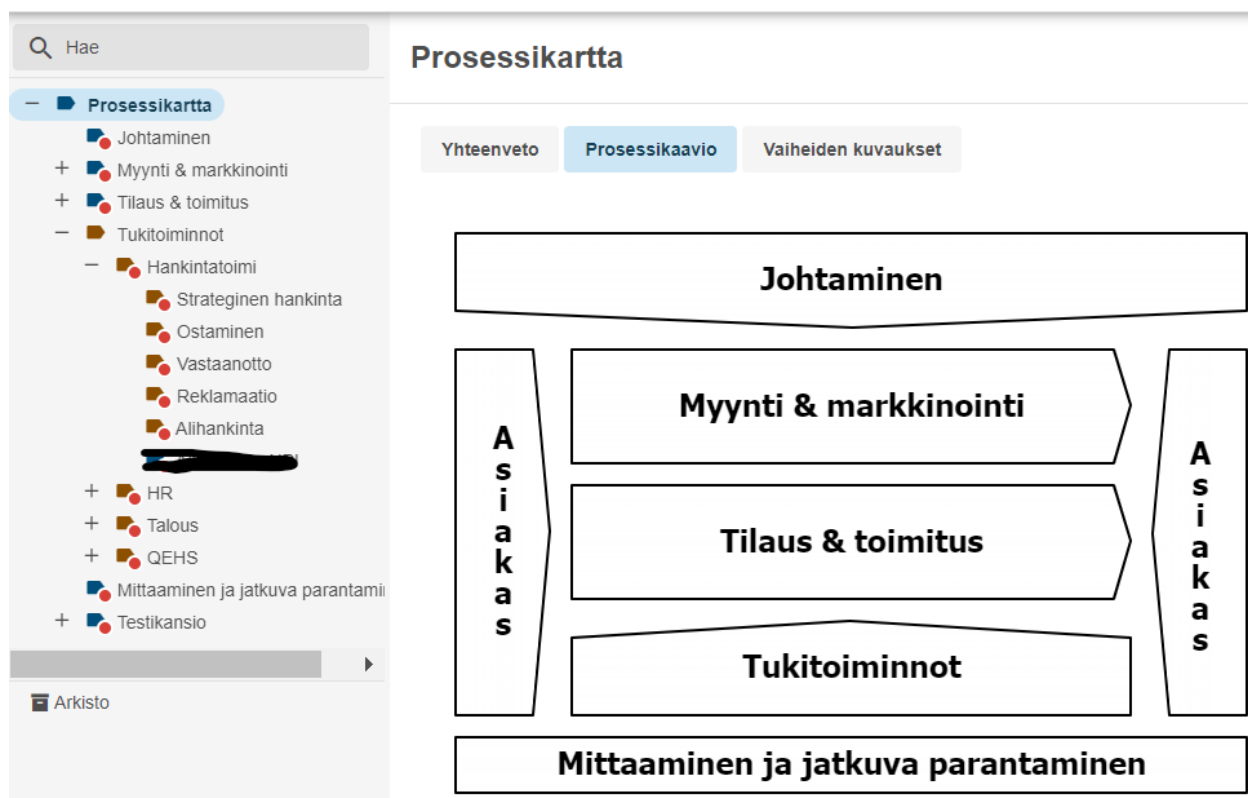 Hae
Prosessikartta
Johtaminen
Myynti & markkinointi
Tilaus & toimitus
Tukitoiminnot
Hankintatoimi
Strateginen hankinta
Ostaminen
Vastaanotto
Reklamaatio
Alihankinta
HR
Talous
QEHS
Mittaaminen ja jatkuva
Testikansio
Arkisto
Prosessikartta
Yhteenveto Prosessikaavio Vaiheiden kuvaukset
Johtaminen
Asiakas
Myynti & markkinointi
Tilaus & toimitus
Tukitoiminnot
Asiakas
Mittaaminen ja jatkuva parantaminen